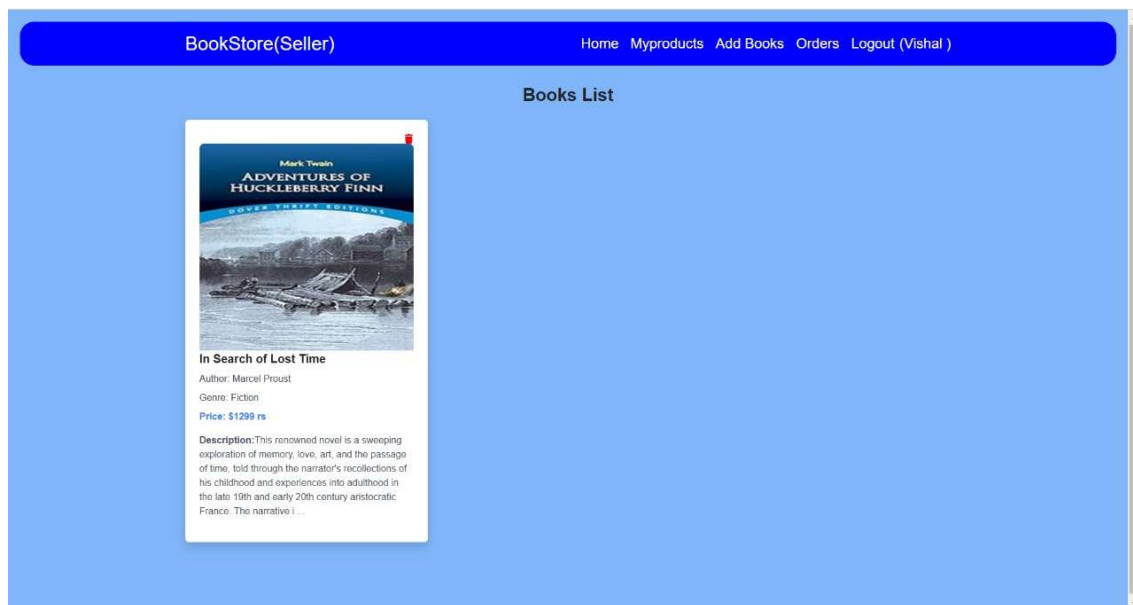 BookStore(Seller)
Home Myproducts Add Books Orders Logout (Vishal )
Books List
Mark Twain
ADVENTURES OF
HUCKLEBERRY FINN
DOVER THRIFT EDITIONS
In Search of Lost Time
Author: Marcel Proust
Genre: Fiction
Price: $1299 rs
Description:This renowned novel is a sweeping
exploration of memory, love, art, and the passage
of time, told through the narrator's recollections of
his childhood and experiences into adulthood in
the late 19th and early 20th century aristocratic
France. The narrative i ...